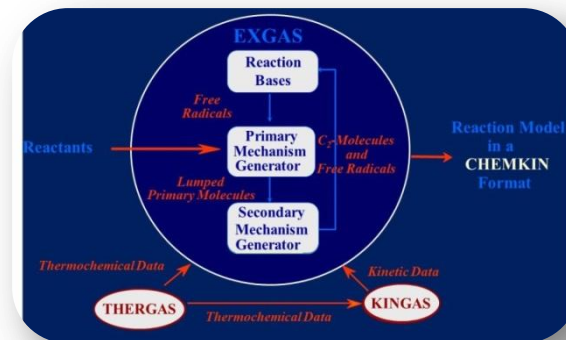 EXGAS
Reaction
Bases
Free
Radicals
Reactants
Primary
Mechanism
Generator
C₂-Molecules
and
Free Radicals
Reaction Model
in a
CHEMKIN
Format
Lumped
Primary Molecules
Secondary
Mechanism
Generator
Thermochemical Data
Kinetic Data
THERGAS
KINGAS
Thermochemical Data